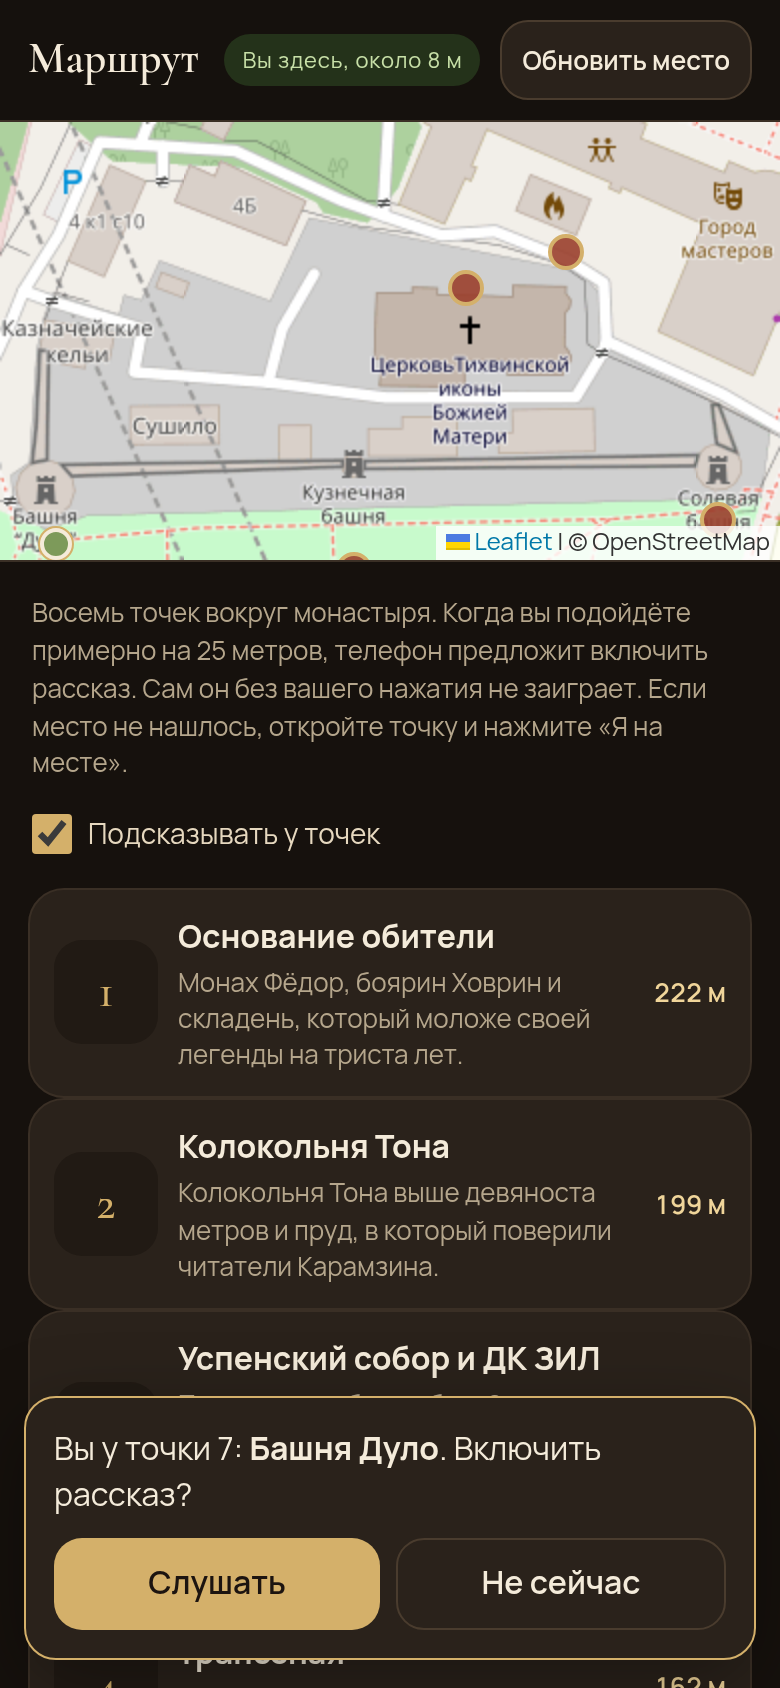 Маршрут
Вы здесь, около 8 м
Обновить место
P
4 к1 с10
4Б
Город
мастеров
Казначейские
кельи
ЦерковьТихвинской
иконы
Божией
Матери
Сушило
Кузнечная
башня
Солевая
Башня
Leaflet | © OpenStreetMap
Восемь точек вокруг монастыря. Когда вы подойдёте
примерно на 25 метров, телефон предложит включить
рассказ. Сам он без вашего нажатия не заиграет. Если
место не нашлось, откройте точку и нажмите «Я на
месте».
Подсказывать у точек
1
Основание обители
Монах Фёдор, боярин Ховрин и
складень, который моложе своей
легенды на триста лет.
222 м
2
Колокольня Тона
Колокольня Тона выше девяноста
метров и пруд, в который поверили
читатели Карамзина.
199 м
Успенский собор и ДК ЗИЛ
Вы у точки 7: Башня Дуло. Включить
рассказ?
Слушать
Не сейчас
162 м